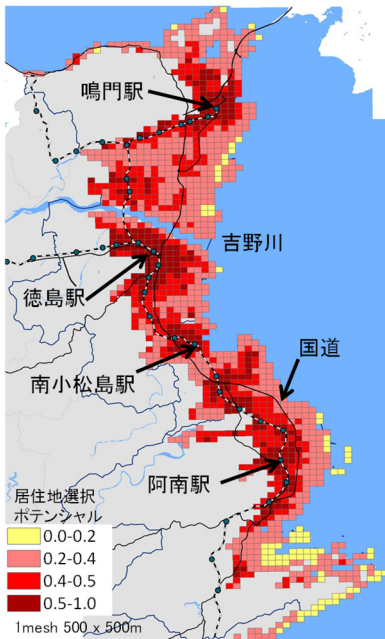 鳴門駅
吉野川
徳島駅
南小松島駅
国道
阿南駅
居住地選択
ポテンシャル
0.0-0.2
0.2-0.4
0.4-0.5
0.5-1.0
1mesh 500 x 500m